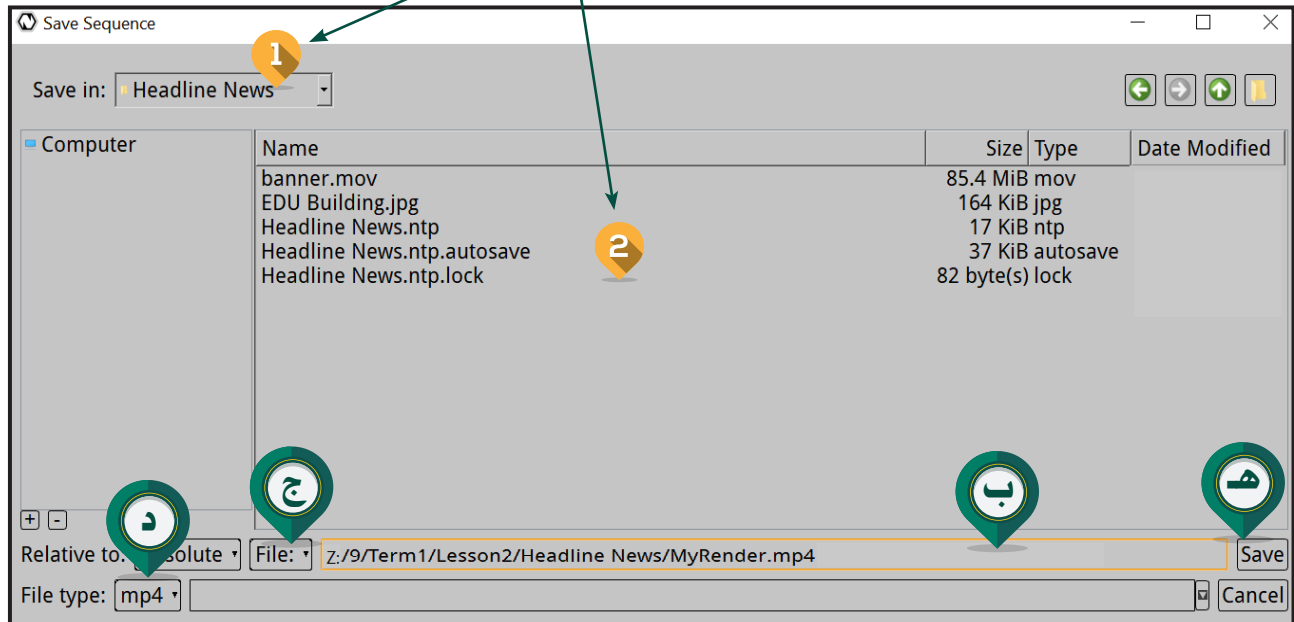 Save Sequence
1
Save in: Headline News
Computer
Name Size Type Date Modified
banner.mov 85.4 MiB mov
EDU Building.jpg 164 KiB jpg
Headline News.ntp 17 KiB ntp
2
Headline News.ntp.autosave 37 KiB autosave
Headline News.ntp.lock 82 byte(s) lock
هـ
ب
ج
د
+ -
Relative to: File: Z:/9/Term1/Lesson2/Headline News/MyRender.mp4 Save
File type: mp4 Cancel